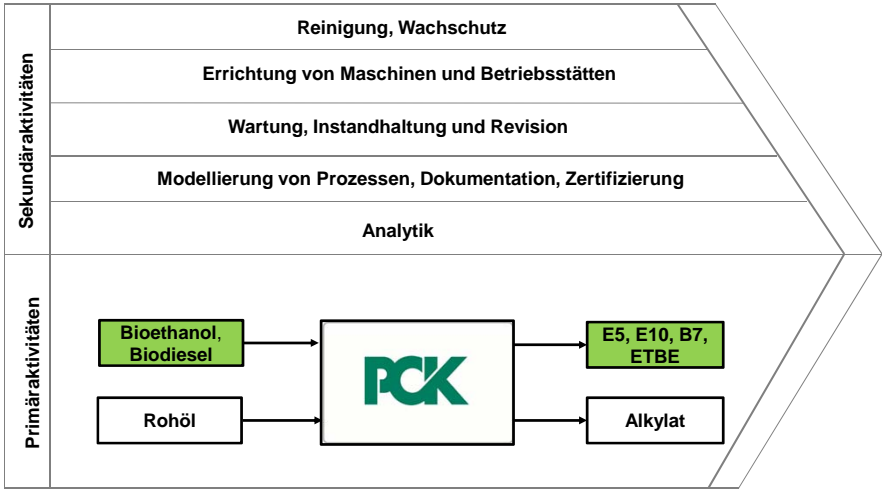 Sekundäraktivitäten
Reinigung, Wachschutz
Errichtung von Maschinen und Betriebsstätten
Wartung, Instandhaltung und Revision
Modellierung von Prozessen, Dokumentation, Zertifizierung
Analytik
Primäraktivitäten
Bioethanol,
Biodiesel
Rohöl
PCK
E5, E10, B7,
ETBE
Alkylat